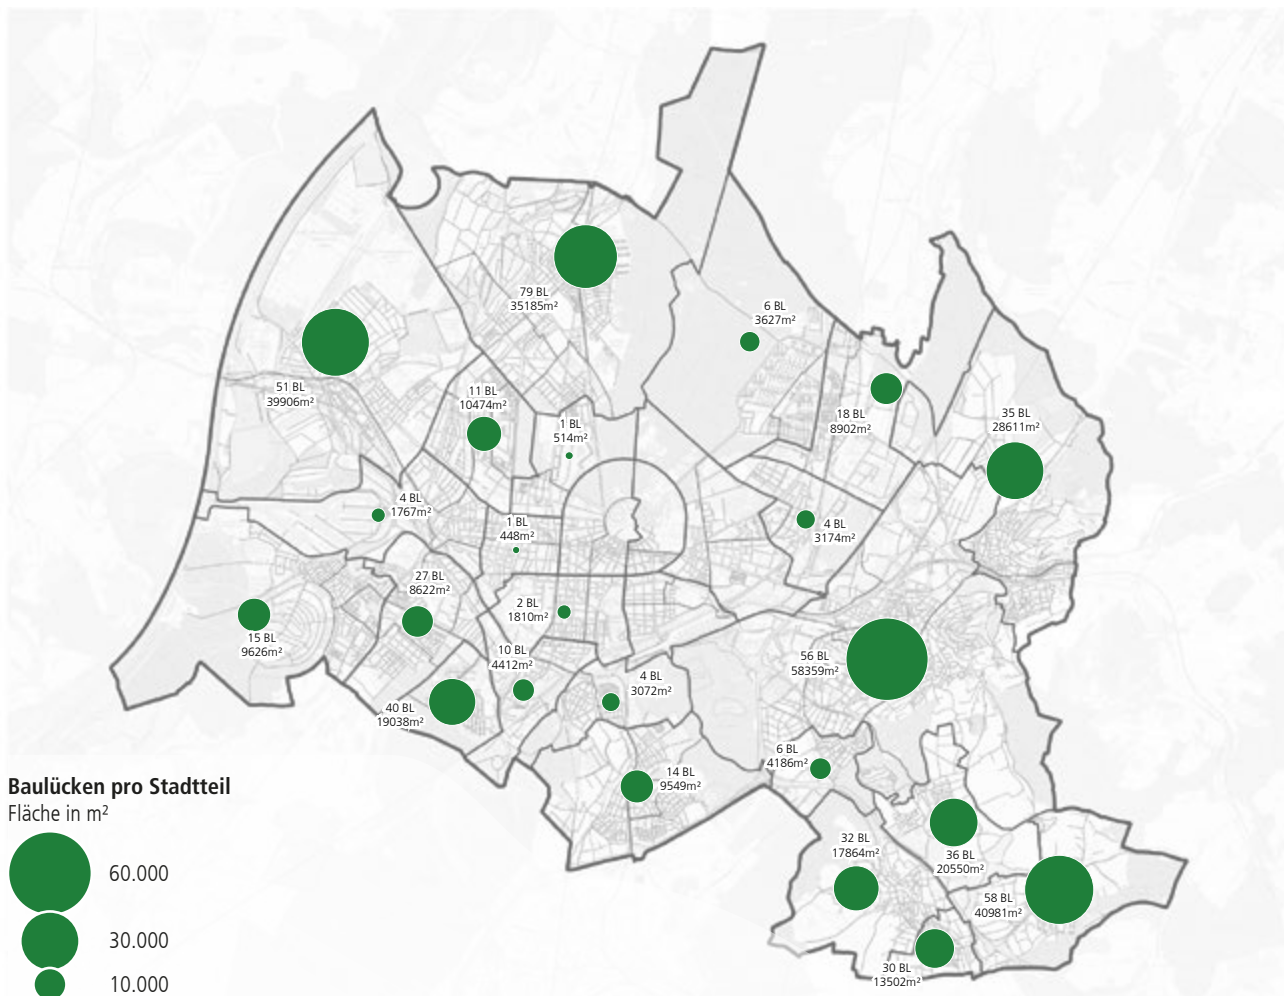 79 BL
35185m²
6 BL
3627m²
51 BL
39906m²
11 BL
10474m²
1 BL
514m²
18 BL
8902m²
35 BL
28611m²
4 BL
1767m²
1 BL
448m²
4 BL
3174m²
27 BL
8622m²
2 BL
1810m²
15 BL
9626m²
10 BL
4412m²
56 BL
58359m²
4 BL
3072m²
40 BL
19038m²
6 BL
4186m²
14 BL
9549m²
32 BL
17864m²
36 BL
20550m²
58 BL
40981m²
30 BL
13502m²
Baulücken pro Stadtteil
Fläche in m²
60.000
30.000
10.000